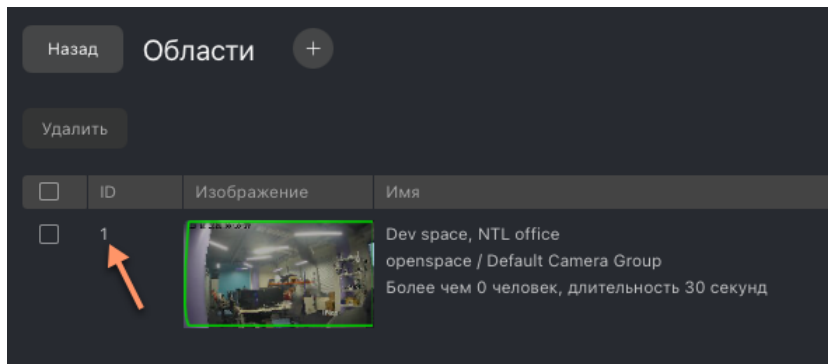 Назад Области +
Удалить
ID Изображение Имя
1 Dev space, NTL office
openspace / Default Camera Group
Более чем 0 человек, длительность 30 секунд